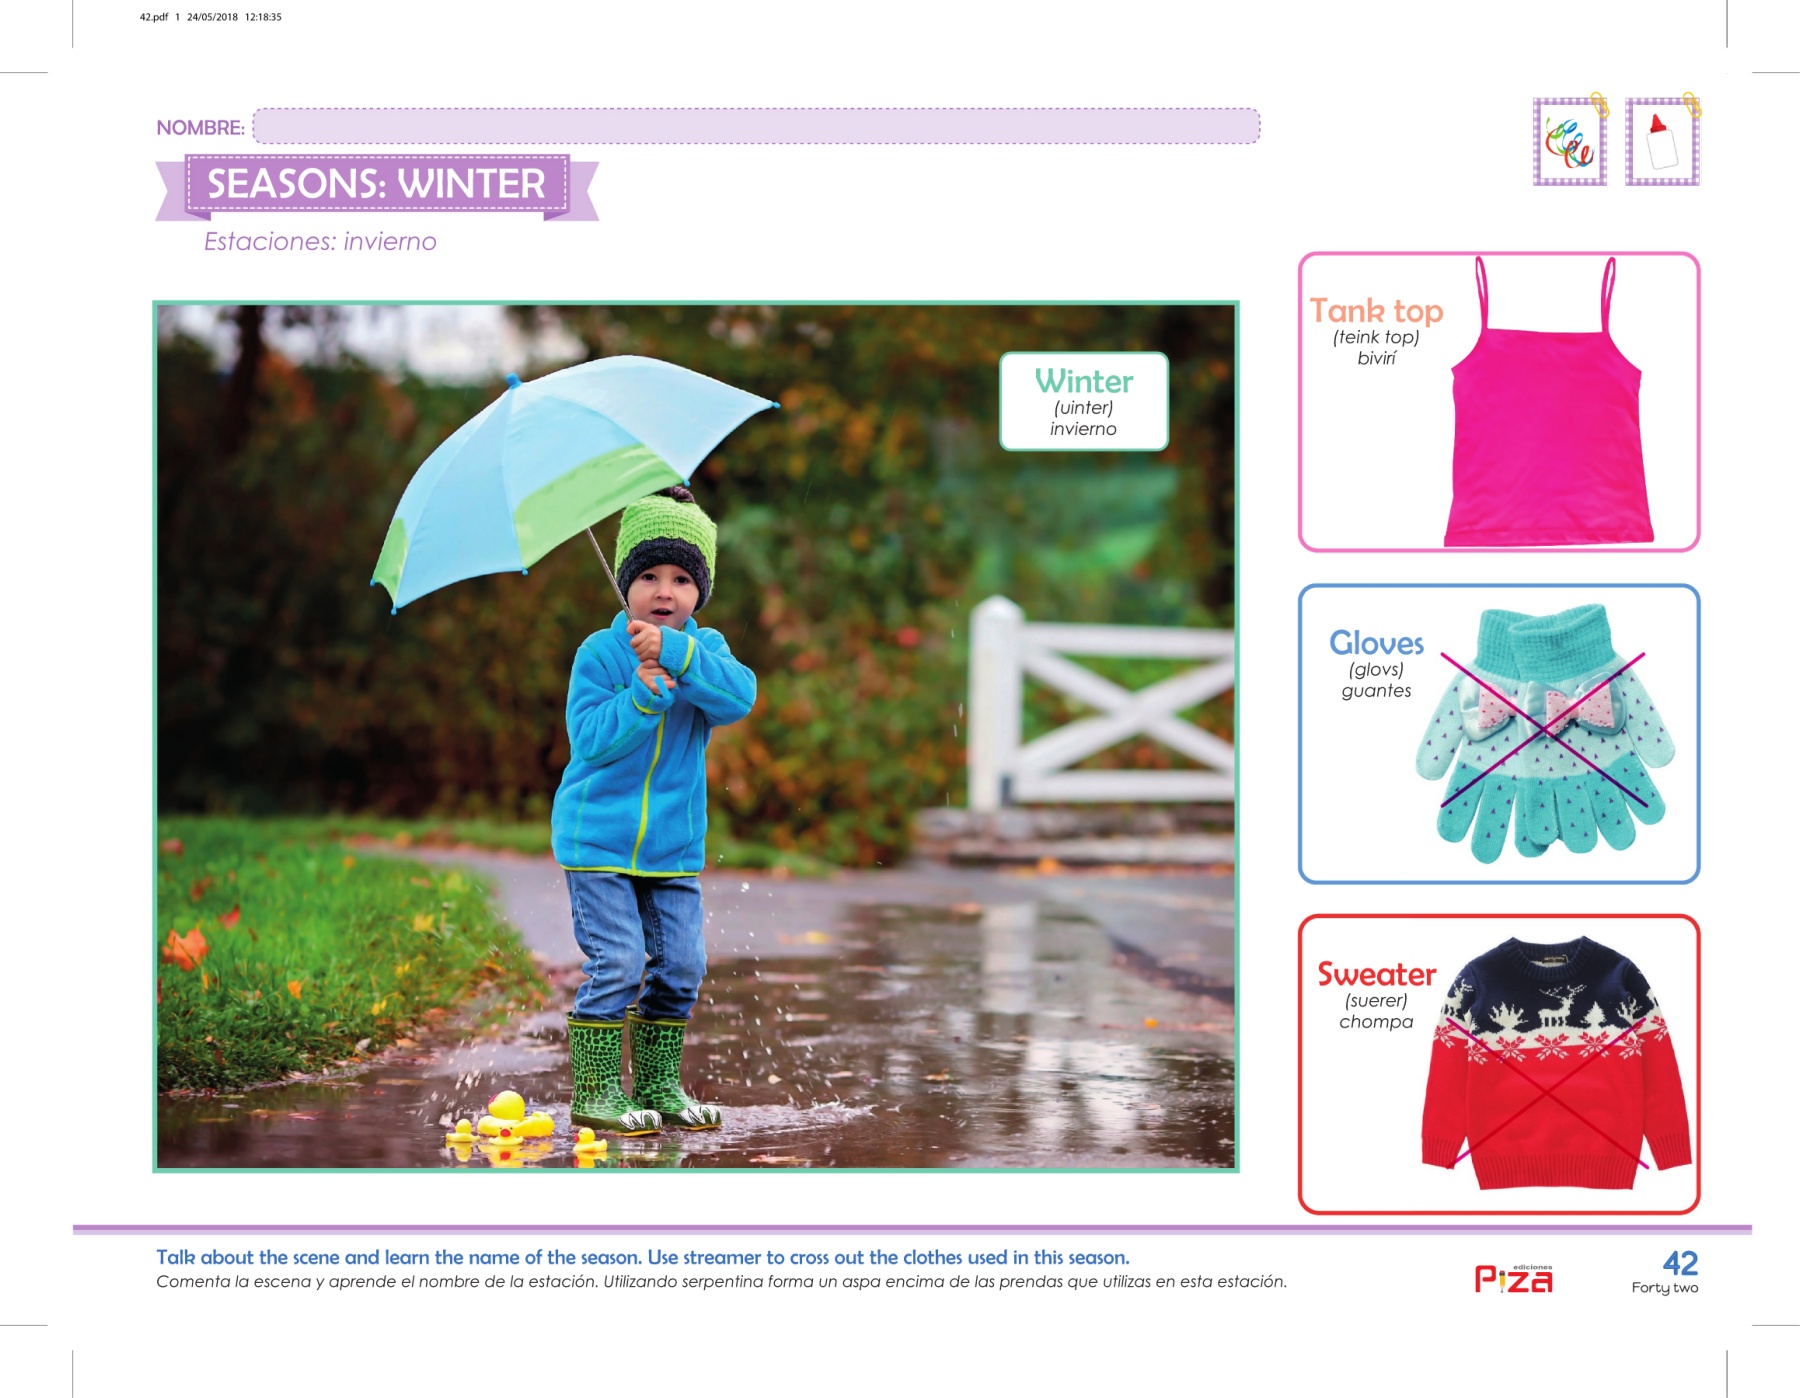 42.pdf 1 24/05/2018 12:18:35
NOMBRE:
SEASONS: WINTER
Estaciones: invierno
Winter
(uinter)
invierno
Tank top
(teink top)
bivirí
Gloves
(glovs)
guantes
Sweater
(suerer)
chompa
Talk about the scene and learn the name of the season. Use streamer to cross out the clothes used in this season.
Comenta la escena y aprende el nombre de la estación. Utilizando serpentina forma un aspa encima de las prendas que utilizas en esta estación.
ediciones
Piza
42
Forty two